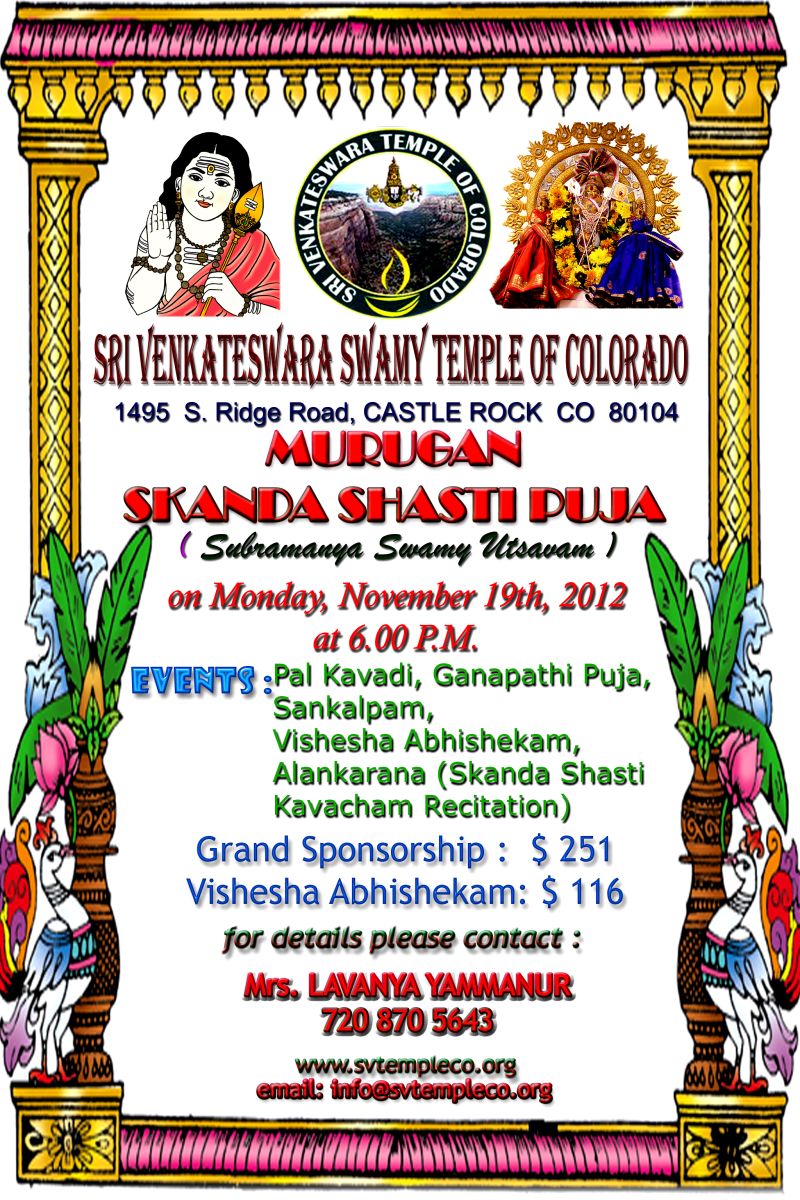 SRI VENKATESWARA TEMPLE OF COLORADO
SRI VENKATESWARA SWAMY TEMPLE OF COLORADO
1495 S. Ridge Road, CASTLE ROCK CO 80104
MURUGAN
SKANDA SHASTI PUJA
( Subramanya Swamy Utsavam )
on Monday, November 19th, 2012
at 6.00 P.M.
EVENTS : Pal Kavadi, Ganapathi Puja,
Sankalpam,
Vishesha Abhishekam,
Alankarana (Skanda Shasti
Kavacham Recitation)
Grand Sponsorship : $ 251
Vishesha Abhishekam: $ 116
for details please contact :
Mrs. LAVANYA YAMMANUR
720 870 5643
www.svtempleco.org
email: info@svtempleco.org